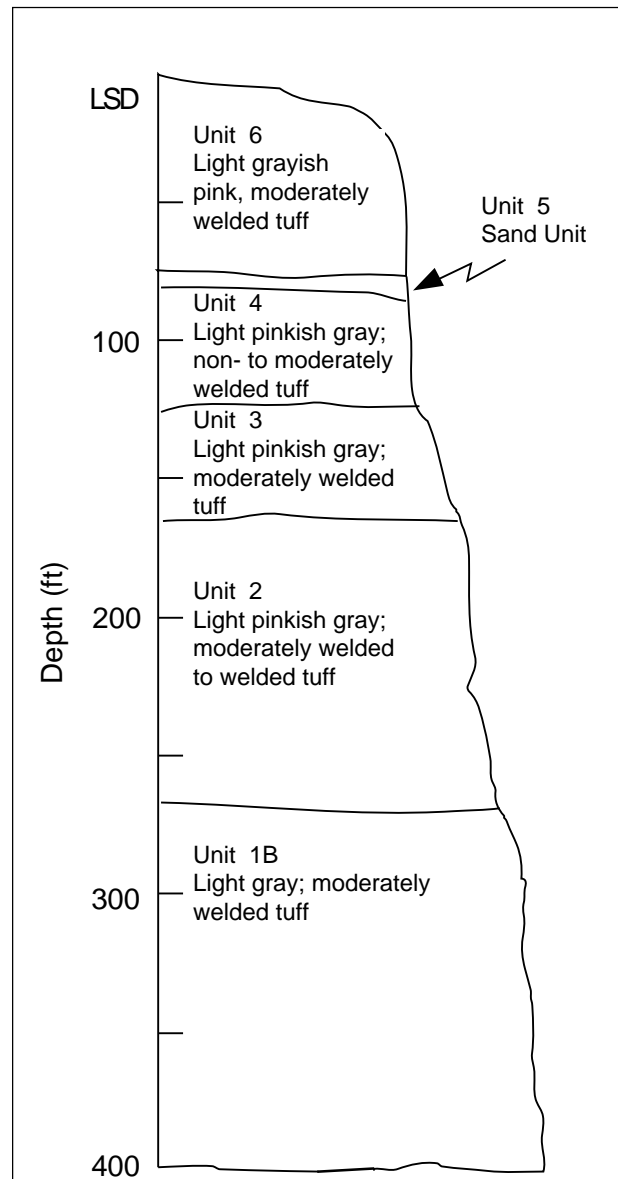 LSD
Unit 6
Light grayish
pink, moderately
welded tuff
Unit 5
Sand Unit
Unit 4
Light pinkish gray;
non- to moderately
welded tuff
100
Unit 3
Light pinkish gray;
moderately welded
tuff
Depth (ft)
200
Unit 2
Light pinkish gray;
moderately welded
to welded tuff
Unit 1B
Light gray; moderately
welded tuff
300
400